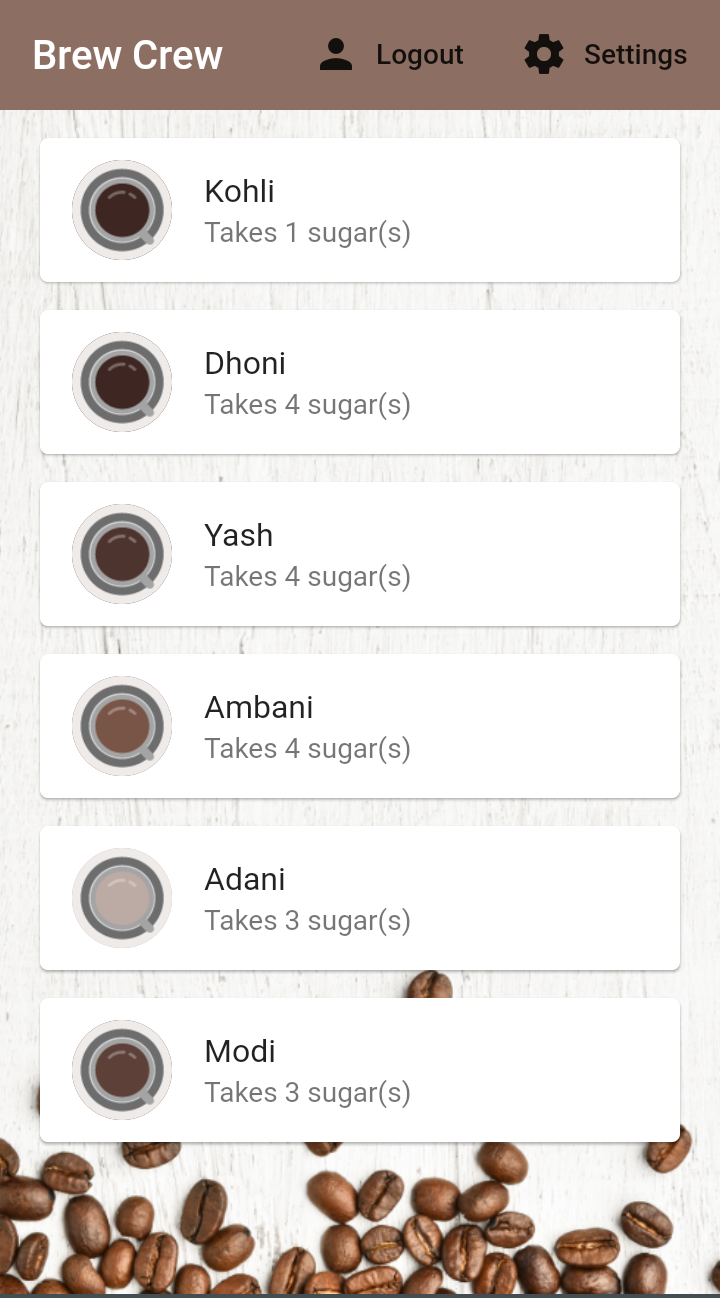 Brew Crew Logout Settings
Kohli
Takes 1 sugar(s)
Dhoni
Takes 4 sugar(s)
Yash
Takes 4 sugar(s)
Ambani
Takes 4 sugar(s)
Adani
Takes 3 sugar(s)
Modi
Takes 3 sugar(s)